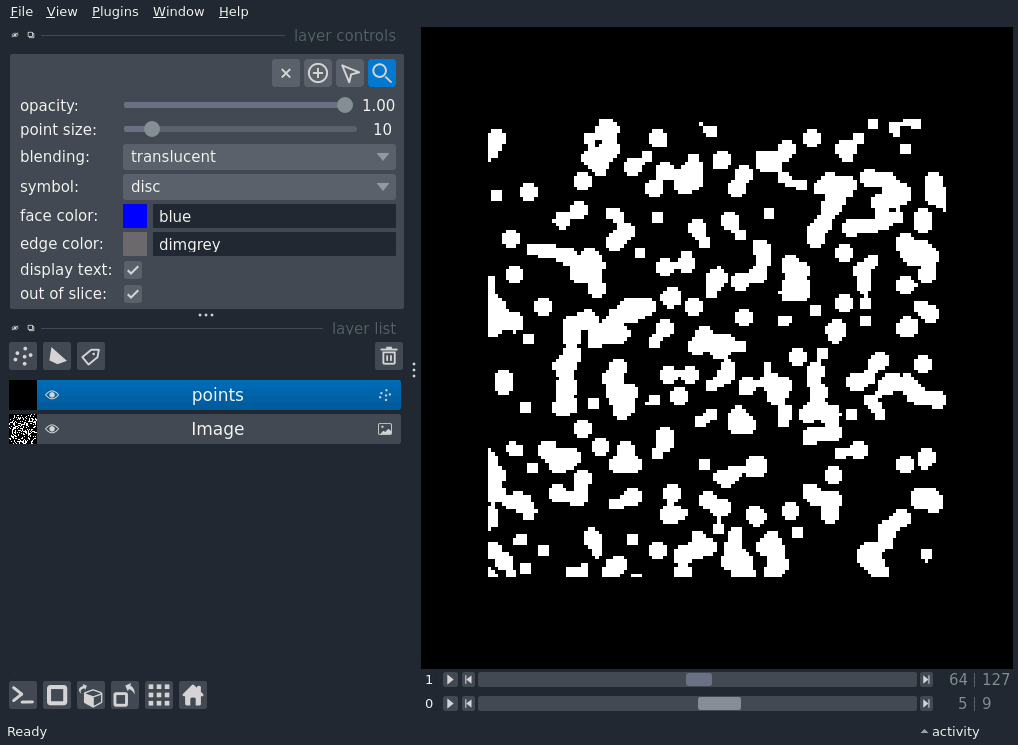 File View Plugins Window Help
layer controls
opacity: 1.00
point size: 10
blending: translucent
symbol: disc
face color: blue
edge color: dimgrey
display text:
out of slice:
layer list
points
Image
1 64 | 127
0 5 | 9
Ready activity